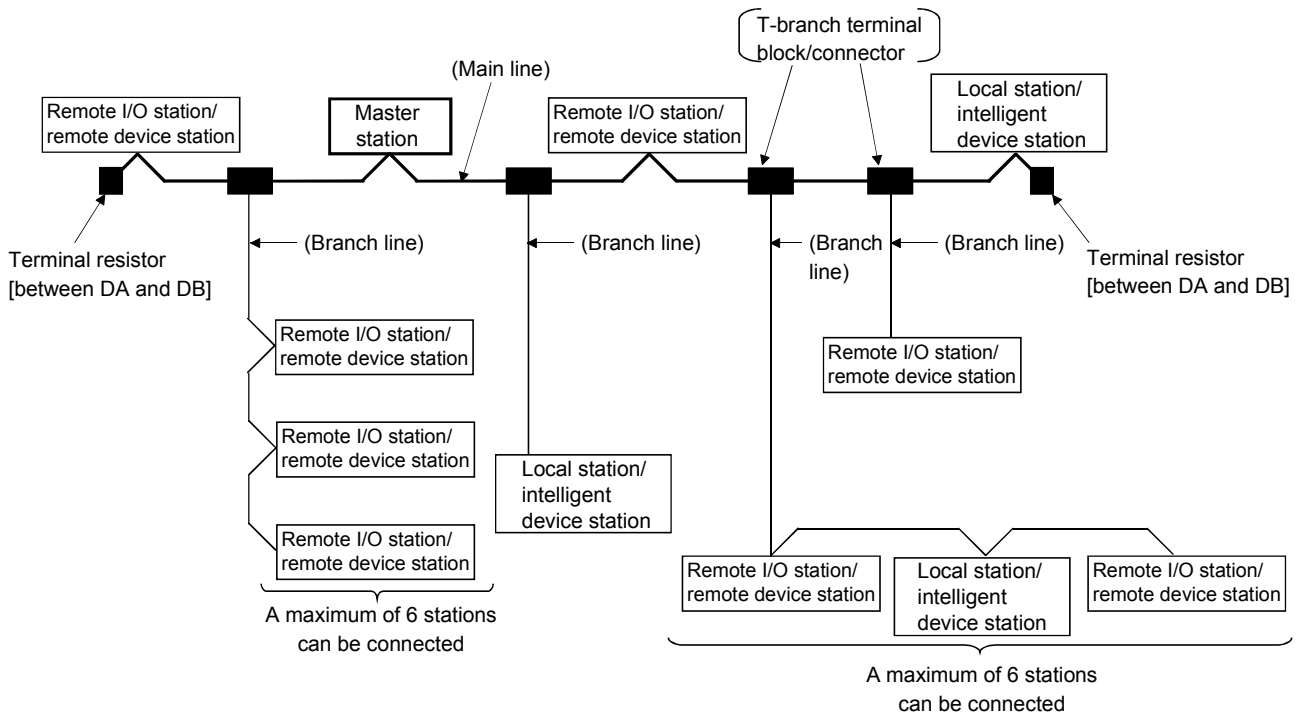 T-branch terminal
block/connector
(Main line)
Remote I/O station/
remote device station
Master
station
Remote I/O station/
remote device station
Local station/
intelligent
device station
Terminal resistor
[between DA and DB]
(Branch line)
(Branch line)
(Branch
line)
(Branch line)
Terminal resistor
[between DA and DB]
Remote I/O station/
remote device station
Remote I/O station/
remote device station
Remote I/O station/
remote device station
A maximum of 6 stations
can be connected
Local station/
intelligent
device station
Remote I/O station/
remote device station
Remote I/O station/
remote device station
Local station/
intelligent
device station
Remote I/O station/
remote device station
A maximum of 6 stations
can be connected